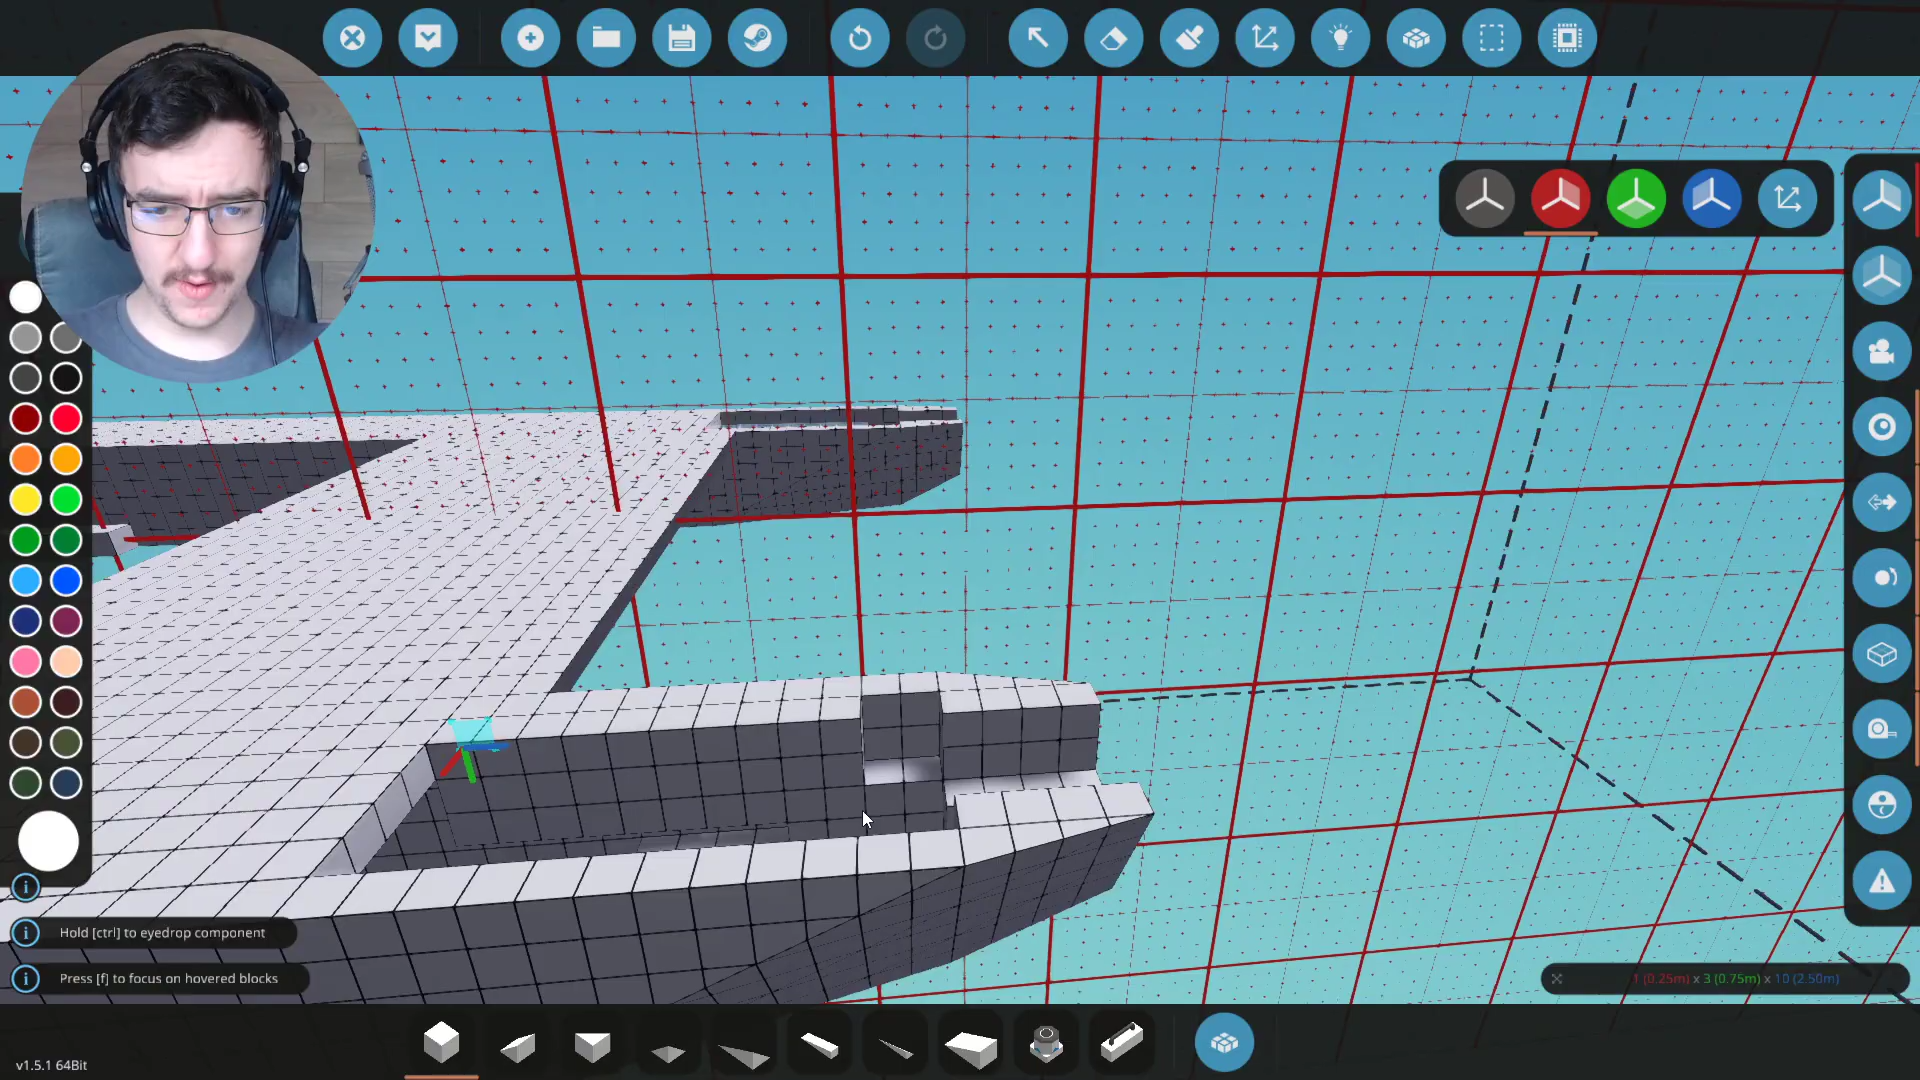 Hold [ctrl] to eyedrop component
Press [f] to focus on hovered blocks
1 (0.25m) x 3 (0.75m) x 10 (2.50m)
v1.5.1 64Bit